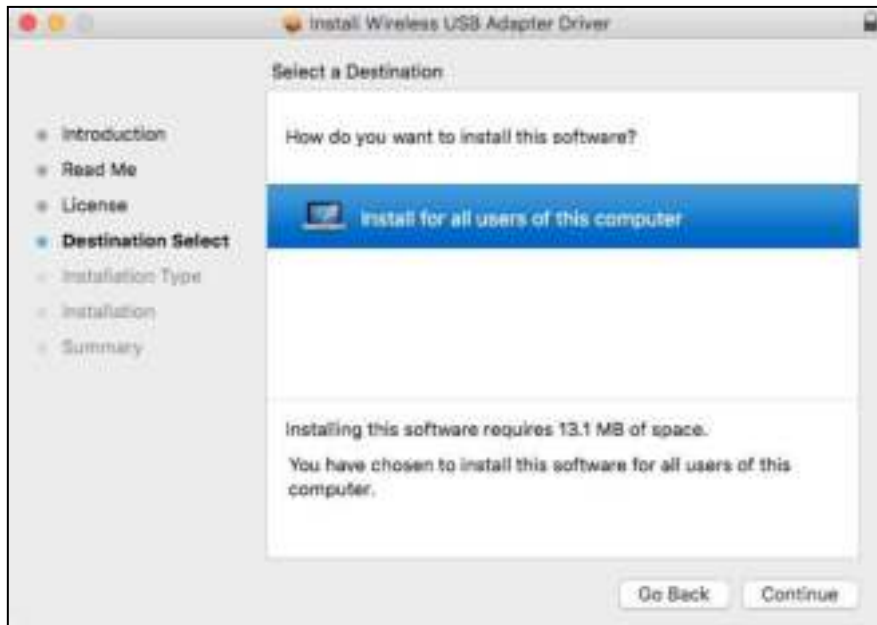 Install Wireless USB Adapter Driver
Select a Destination
Introduction
Read Me
License
Destination Select
Installation Type
Installation
Summary
How do you want to install this software?
Install for all users of this computer
Installing this software requires 13.1 MB of space.
You have chosen to install this software for all users of this
computer.
Go Back
Continue